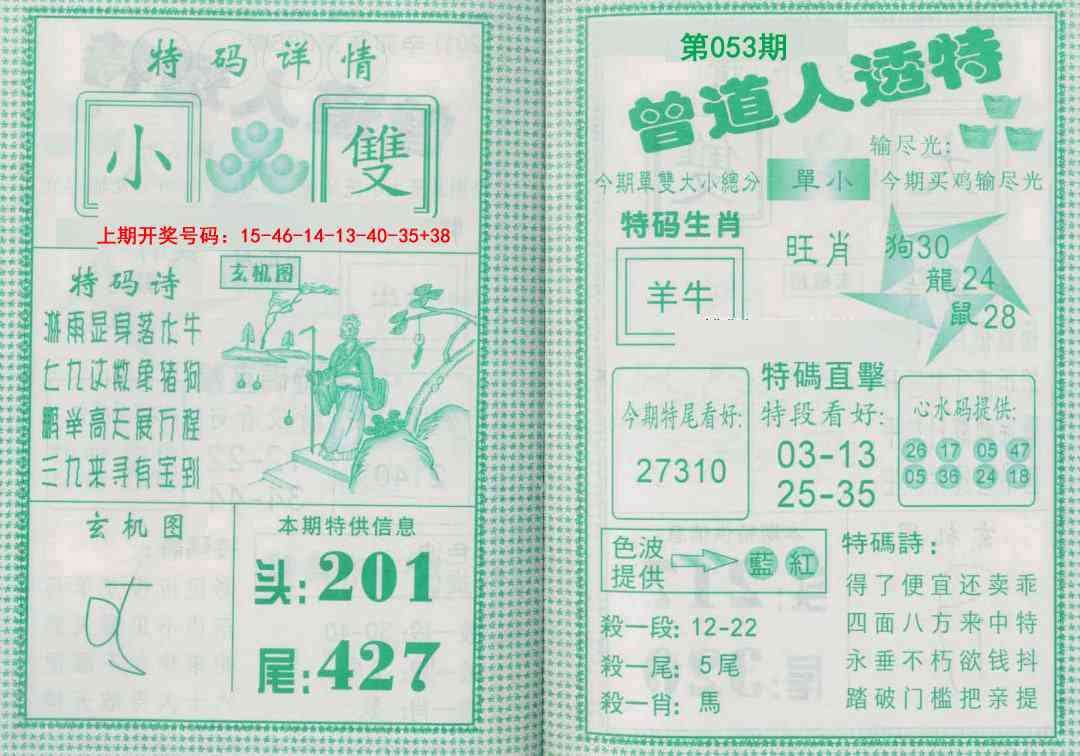 特码详情
小 雙
上期开奖号码：15-46-14-13-40-35+38
特码诗
淋雨显身落水牛
七九这数象猪狗
鹏举高天展万程
三九来寻有宝到
玄机图
玄机图
本期特供信息
头:201
尾:427
第053期
曾道人透特
输尽光:
今期單雙大小總分 單小 今期买鸡输尽光
特码生肖
羊牛
旺肖
狗30
龍24
鼠28
今期特尾看好:
27310
特碼直擊
特段看好:
03-13
25-35
心水码提供:
26 17 05 47
05 36 24 18
色波提供
藍 紅
殺一段: 12-22
殺一尾: 5尾
殺一肖: 馬
特碼詩:
得了便宜还卖乖
四面八方来中特
永垂不朽欲钱抖
踏破门槛把亲提